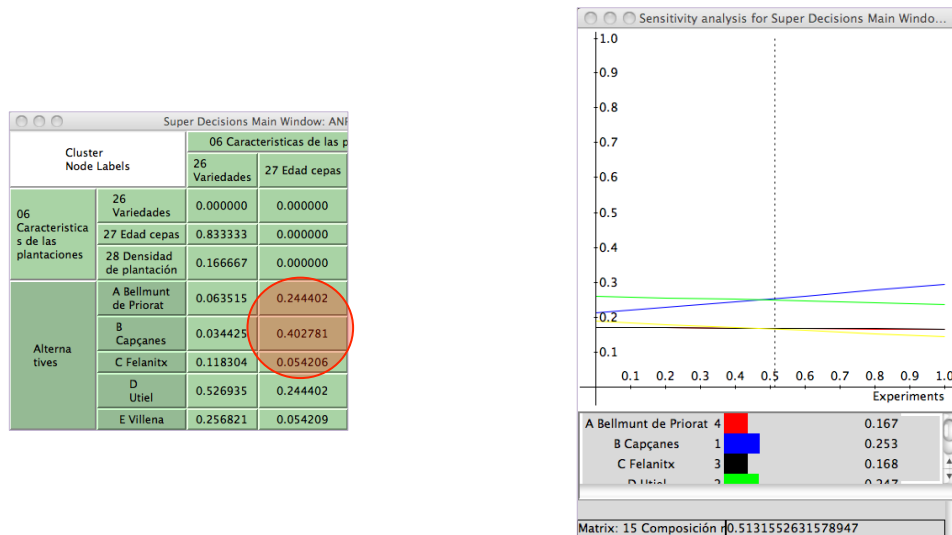 Super Decisions Main Window: ANF
Cluster
Node Labels
06 Caracteristicas de las p
26
Variedades
27 Edad cepas
06
Caracteristica
s de las
plantaciones
26
Variedades
0.000000
0.000000
27 Edad cepas
0.833333
0.000000
28 Densidad
de plantación
0.166667
0.000000
Alterna
tives
A Bellmunt
de Priorat
0.063515
0.244402
B
Capçanes
0.034425
0.402781
C Felanitx
0.118304
0.054206
D
Utiel
0.526935
0.244402
E Villena
0.256821
0.054209
Sensitivity analysis for Super Decisions Main Windo...
1.0
0.9
0.8
0.7
0.6
0.5
0.4
0.3
0.2
0.1
0.1 0.2 0.3 0.4 0.5 0.6 0.7 0.8 0.9 1.0
Experiments
A Bellmunt de Priorat 4 0.167
B Capçanes 1 0.253
C Felanitx 3 0.168
D Utiel 2 0.247
Matrix: 15 Composición r 0.5131552631578947